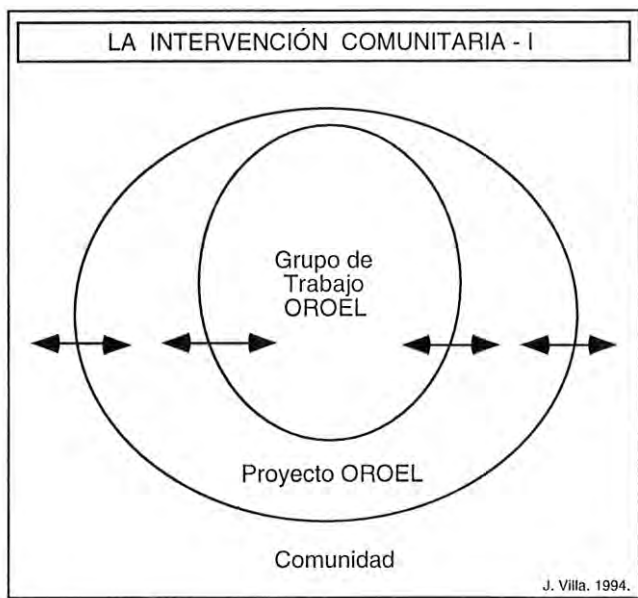 LA INTERVENCIÓN COMUNITARIA - I
Grupo de
Trabajo
OROEL
Proyecto OROEL
Comunidad
J. Villa. 1994.